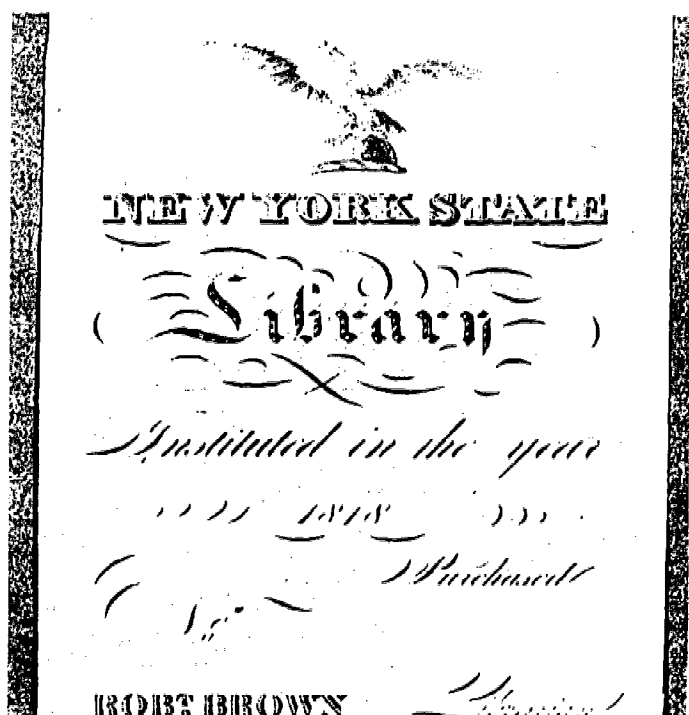 NEW YORK STATE
Library
Instituted in the year
1818
Purchased
ROBT BROWN